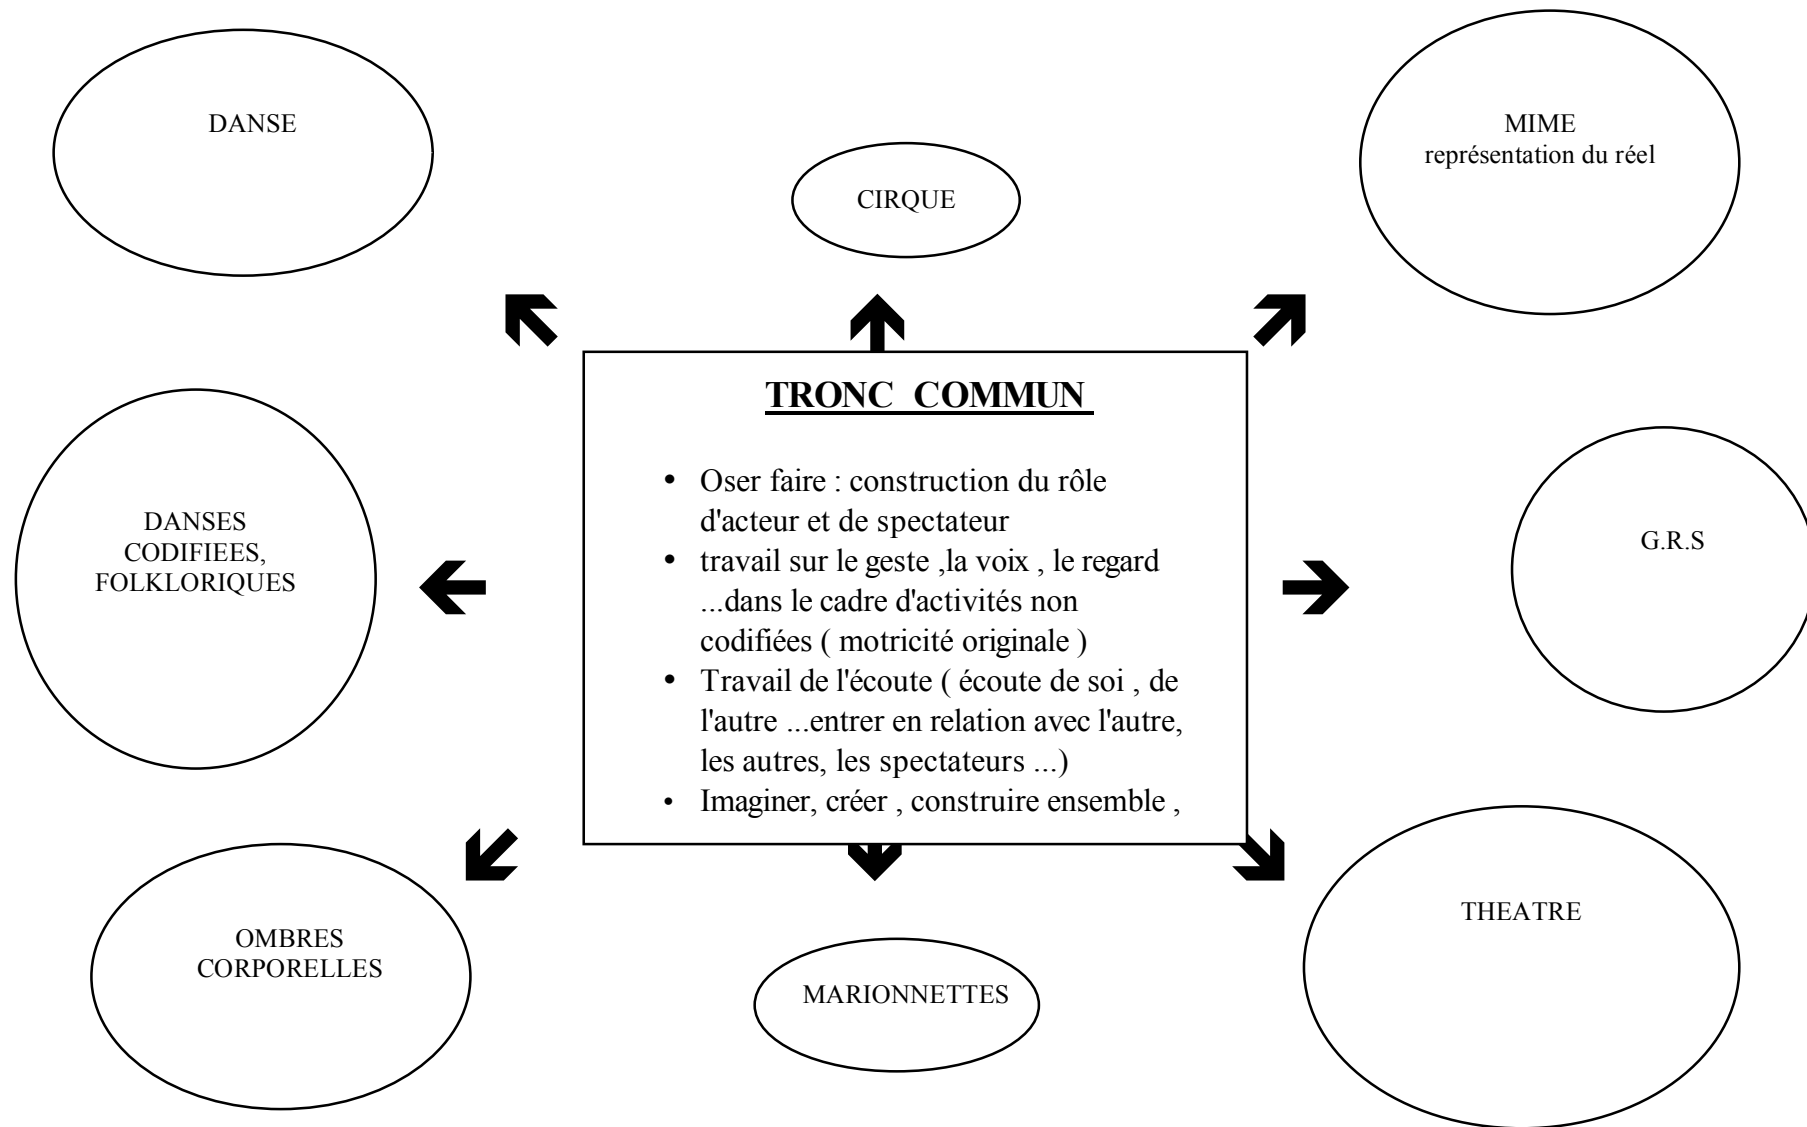 DANSE
MIME
représentation du réel
CIRQUE
TRONC COMMUN
• Oser faire : construction du rôle
d'acteur et de spectateur
• travail sur le geste ,la voix , le regard
...dans le cadre d'activités non
codifiées ( motricité originale )
• Travail de l'écoute ( écoute de soi , de
l'autre ...entrer en relation avec l'autre,
les autres, les spectateurs ...)
• Imaginer, créer , construire ensemble ,
DANSES
CODIFIEES,
FOLKLORIQUES
G.R.S
OMBRES
CORPORELLES
MARIONNETTES
THEATRE